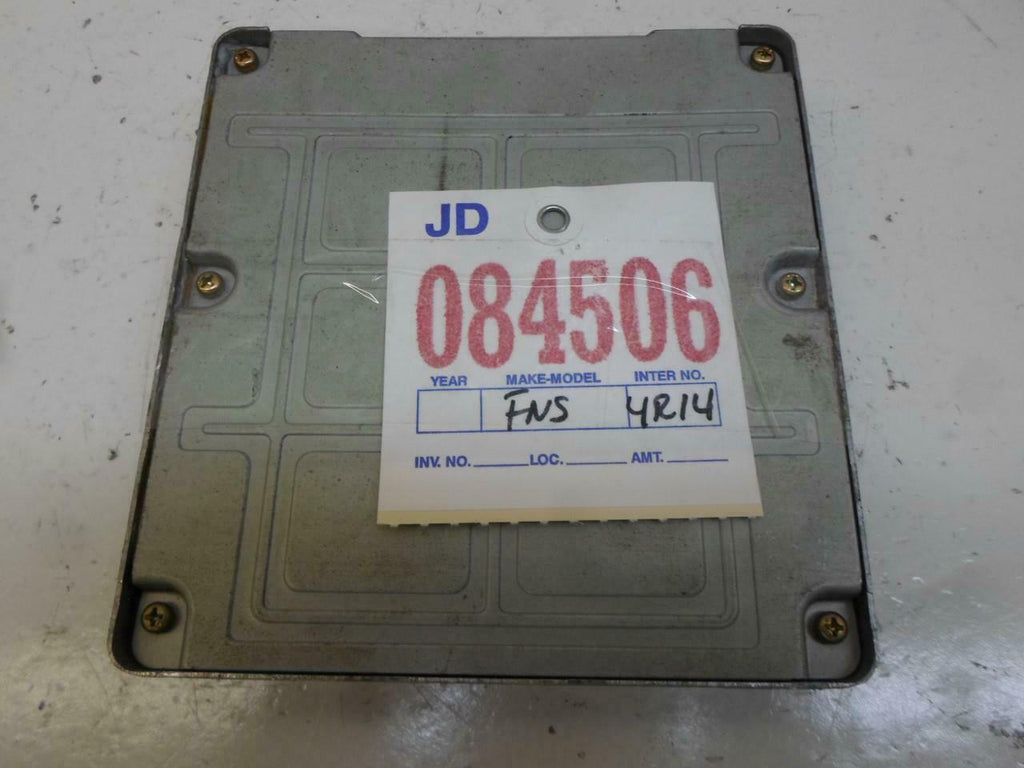 JD
084506
YEAR MAKE-MODEL INTER NO.
FNS 4R14
INV. NO. LOC. AMT.